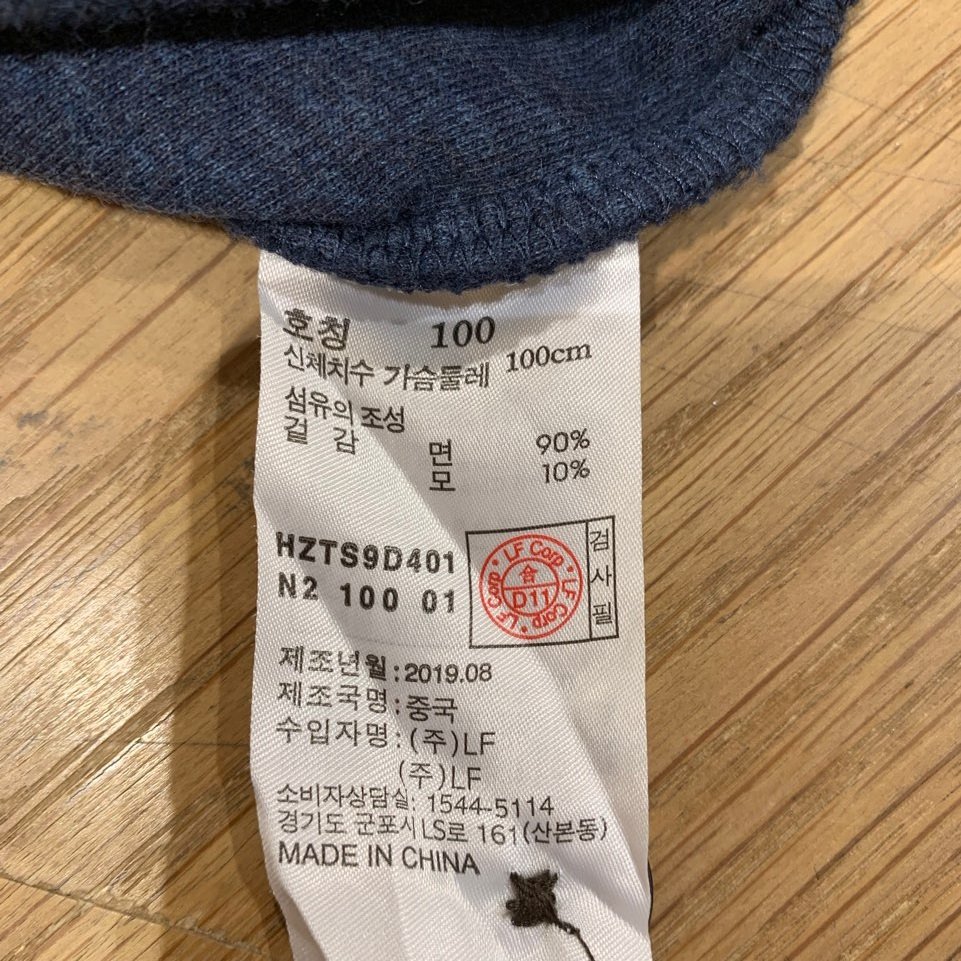 호칭 100
신체치수 가슴둘레 100cm
섬유의 조성
겉 감 면 90%
모 10%
HZTS9D401
N2 100 01
LF Corp • LF Corp • LF Corp •
合
D11
검사필
제조년월 : 2019.08
제조국명 : 중국
수입자명 : (주)LF
(주)LF
소비자상담실: 1544-5114
경기도 군포시 LS로 161(산본동)
MADE IN CHINA